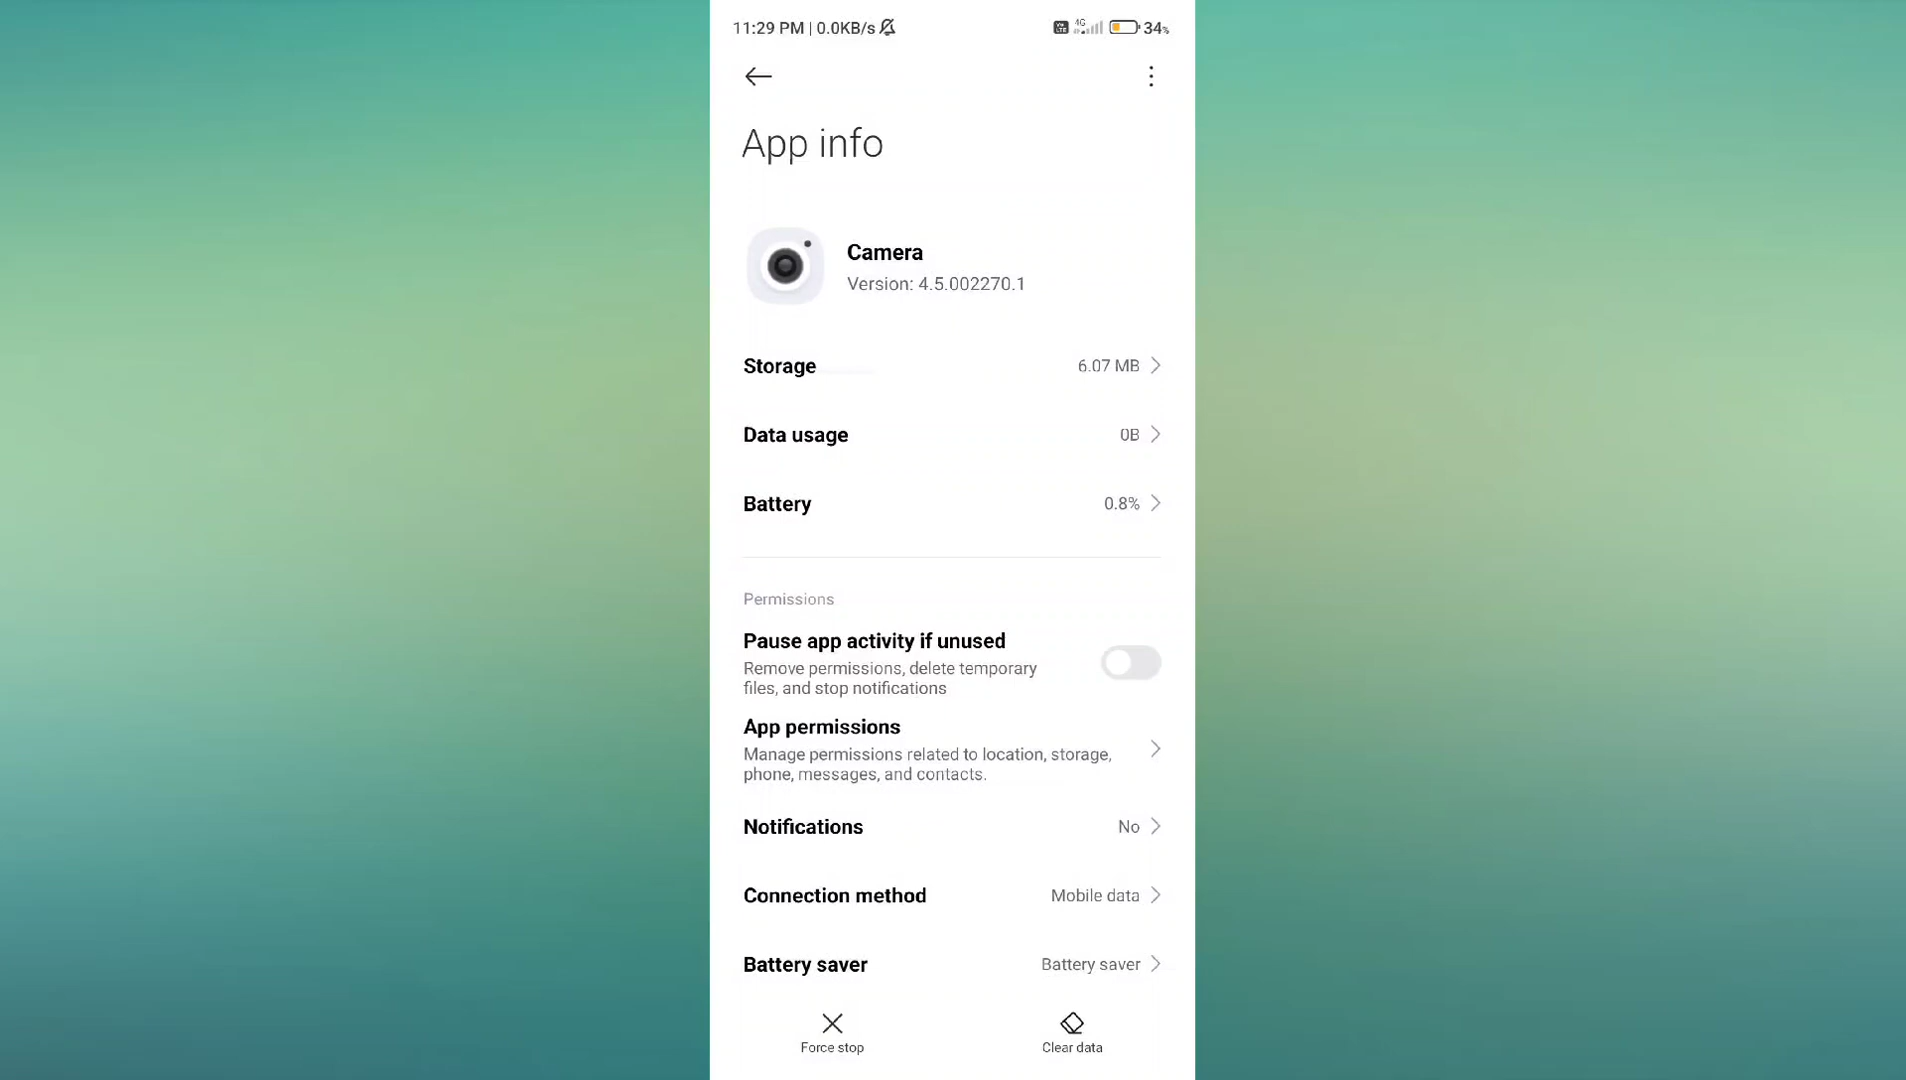 11:29 PM | 0.0KB/s 4G 34%
App info
Camera
Version: 4.5.002270.1
Storage 6.07 MB
Data usage 0B
Battery 0.8%
Permissions
Pause app activity if unused
Remove permissions, delete temporary
files, and stop notifications
App permissions
Manage permissions related to location, storage,
phone, messages, and contacts.
Notifications No
Connection method Mobile data
Battery saver Battery saver
Force stop Clear data